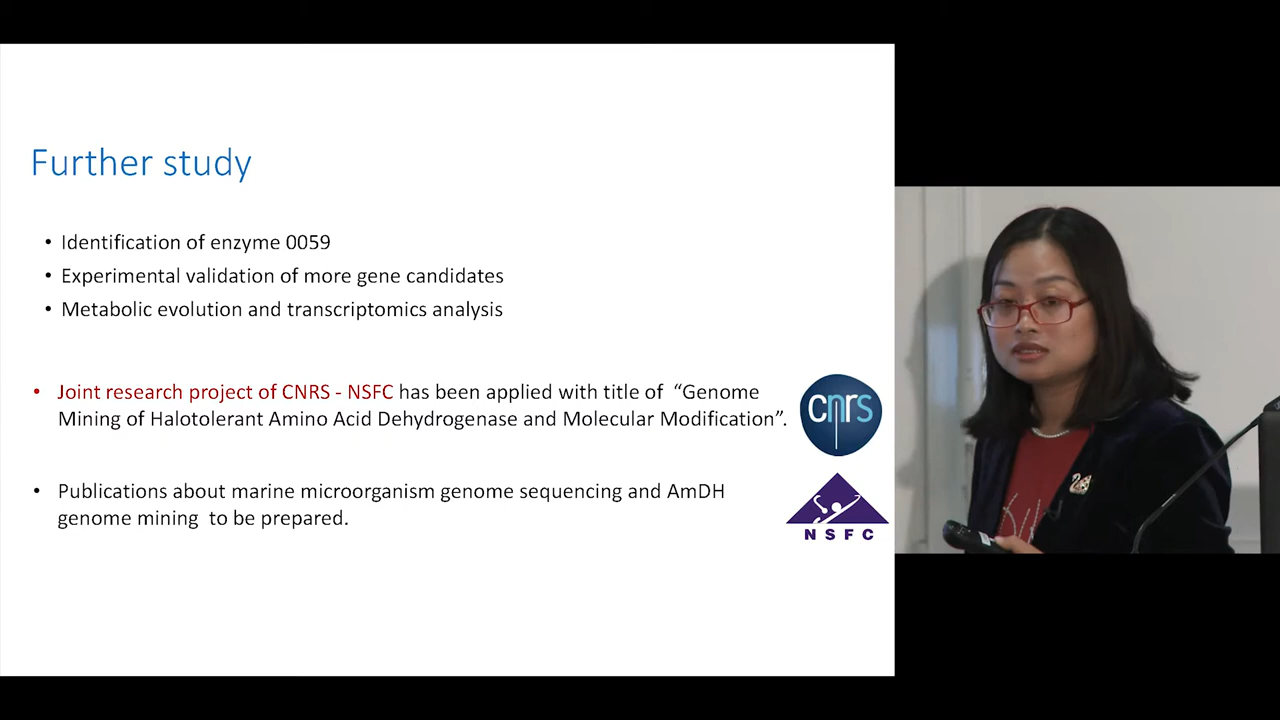 Further study
• Identification of enzyme 0059
• Experimental validation of more gene candidates
• Metabolic evolution and transcriptomics analysis
• Joint research project of CNRS - NSFC has been applied with title of “Genome
Mining of Halotolerant Amino Acid Dehydrogenase and Molecular Modification”.
cnrs
• Publications about marine microorganism genome sequencing and AmDH
genome mining to be prepared.
NSFC